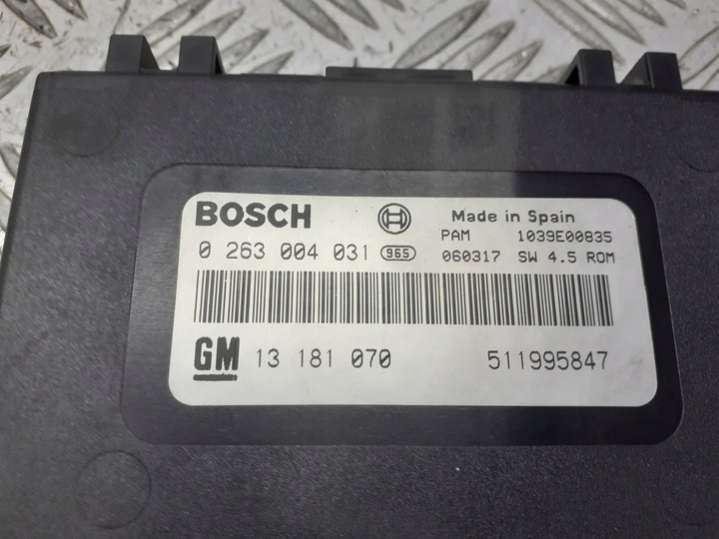 BOSCH Made in Spain
PAM 1039E00835
0 263 004 031 965 060317 SW 4.5 ROM
GM 13 181 070 511995847